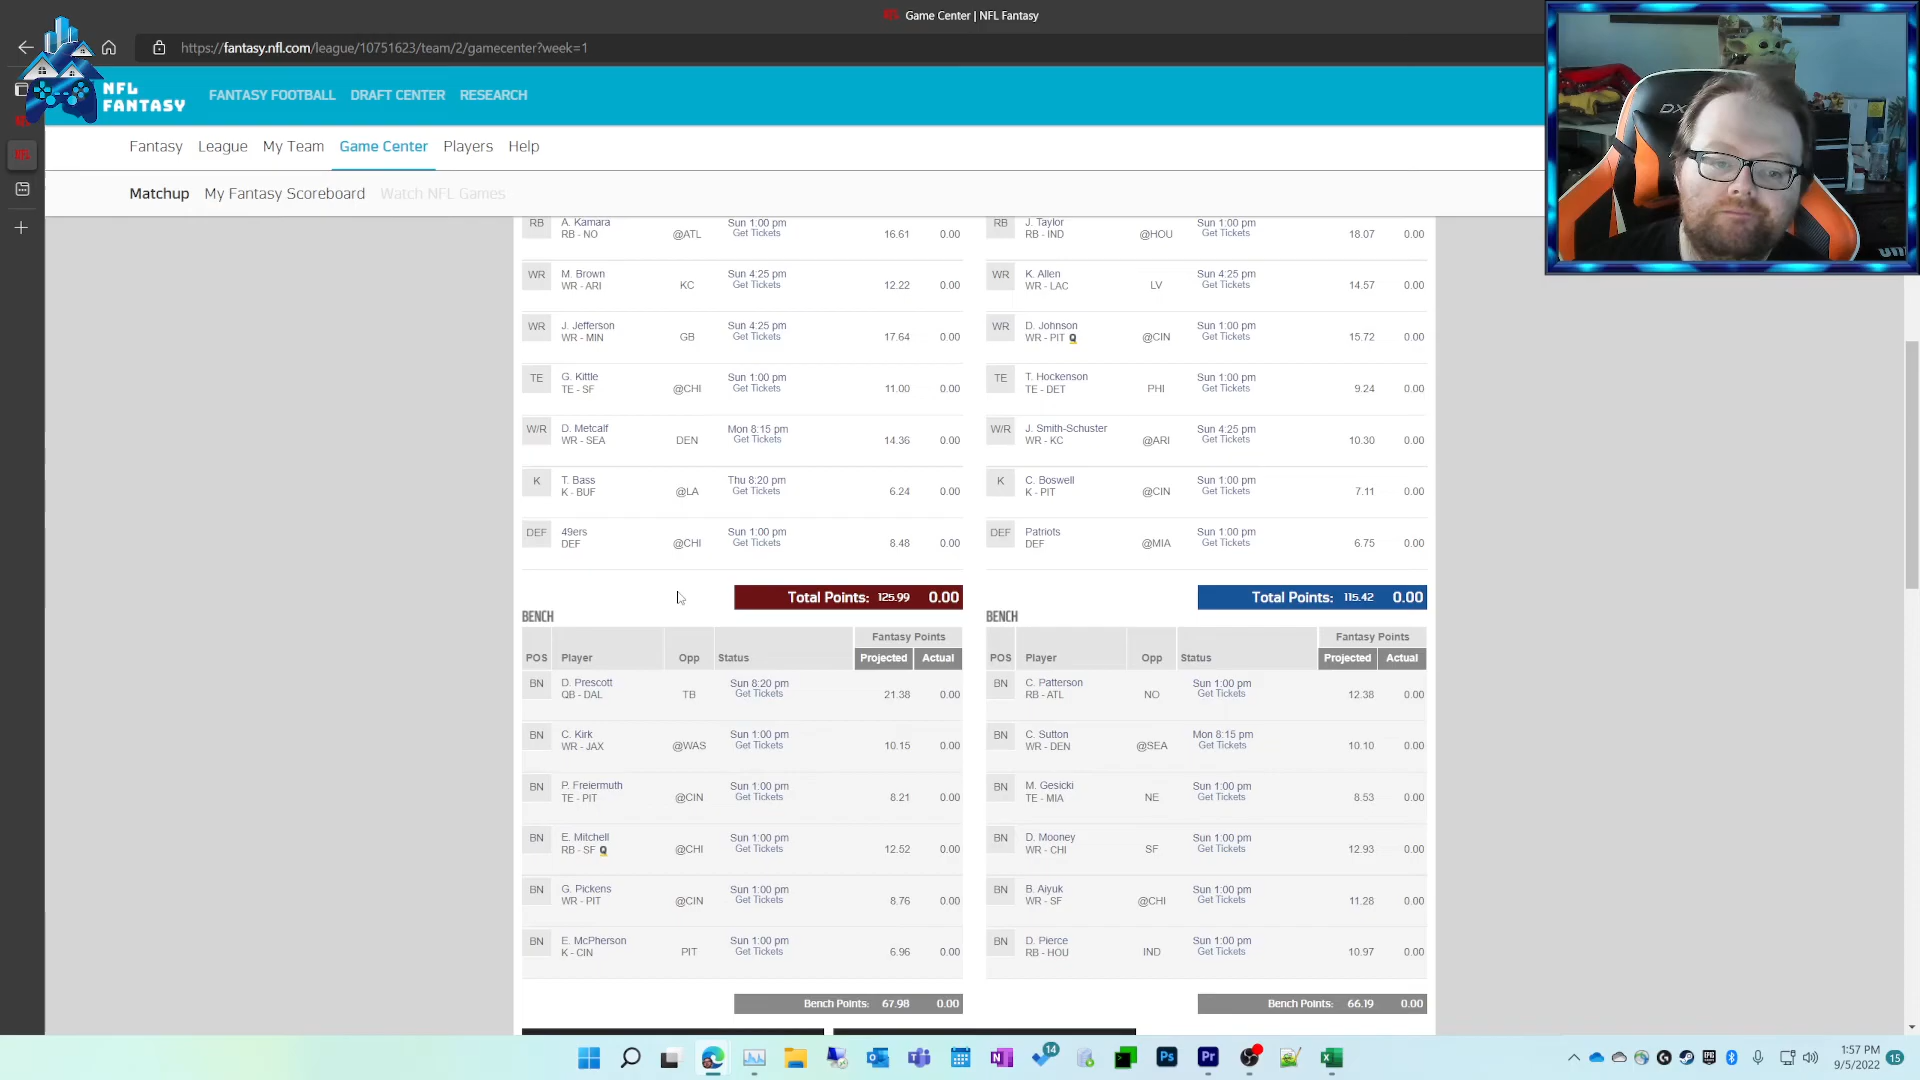 Game Center | NFL Fantasy
https://fantasy.nfl.com/league/10751623/team/2/gamecenter?week=1
NFL FANTASY
FANTASY FOOTBALL DRAFT CENTER RESEARCH
Fantasy League My Team Game Center Players Help
Matchup My Fantasy Scoreboard Watch NFL Games
RB A. Kamara RB - NO @ATL Sun 1:00 pm Get Tickets 16.61 0.00 RB J. Taylor RB - IND @HOU Sun 1:00 pm Get Tickets 18.07 0.00
WR M. Brown WR - ARI KC Sun 4:25 pm Get Tickets 12.22 0.00 WR K. Allen WR - LAC LV Sun 4:25 pm Get Tickets 14.57 0.00
WR J. Jefferson WR - MIN GB Sun 4:25 pm Get Tickets 17.64 0.00 WR D. Johnson WR - PIT Q @CIN Sun 1:00 pm Get Tickets 15.72 0.00
TE G. Kittle TE - SF @CHI Sun 1:00 pm Get Tickets 11.00 0.00 TE T. Hockenson TE - DET PHI Sun 1:00 pm Get Tickets 9.24 0.00
W/R D. Metcalf WR - SEA DEN Mon 8:15 pm Get Tickets 14.36 0.00 W/R J. Smith-Schuster WR - KC @ARI Sun 4:25 pm Get Tickets 10.30 0.00
K T. Bass K - BUF @LA Thu 8:20 pm Get Tickets 6.24 0.00 K C. Boswell K - PIT @CIN Sun 1:00 pm Get Tickets 7.11 0.00
DEF 49ers DEF @CHI Sun 1:00 pm Get Tickets 8.48 0.00 DEF Patriots DEF @MIA Sun 1:00 pm Get Tickets 6.75 0.00
Total Points: 125.99 0.00 Total Points: 115.42 0.00
BENCH BENCH
Fantasy Points Fantasy Points
POS Player Opp Status Projected Actual POS Player Opp Status Projected Actual
BN D. Prescott QB - DAL TB Sun 8:20 pm Get Tickets 21.38 0.00 BN C. Patterson RB - ATL NO Sun 1:00 pm Get Tickets 12.38 0.00
BN C. Kirk WR - JAX @WAS Sun 1:00 pm Get Tickets 10.15 0.00 BN C. Sutton WR - DEN @SEA Mon 8:15 pm Get Tickets 10.10 0.00
BN P. Freiermuth TE - PIT @CIN Sun 1:00 pm Get Tickets 8.21 0.00 BN M. Gesicki TE - MIA NE Sun 1:00 pm Get Tickets 8.53 0.00
BN E. Mitchell RB - SF Q @CHI Sun 1:00 pm Get Tickets 12.52 0.00 BN D. Mooney WR - CHI SF Sun 1:00 pm Get Tickets 12.93 0.00
BN G. Pickens WR - PIT @CIN Sun 1:00 pm Get Tickets 8.76 0.00 BN B. Aiyuk WR - SF @CHI Sun 1:00 pm Get Tickets 11.28 0.00
BN E. McPherson K - CIN PIT Sun 1:00 pm Get Tickets 6.96 0.00 BN D. Pierce RB - HOU IND Sun 1:00 pm Get Tickets 10.97 0.00
Bench Points: 67.98 0.00 Bench Points: 66.19 0.00
14
1:57 PM
9/5/2022
15